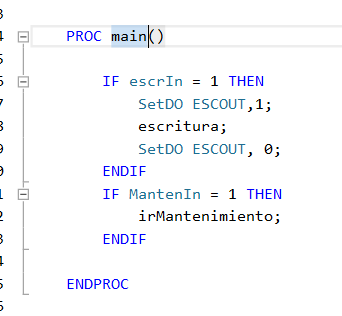 3
4 PROC main()
5
6 IF escrIn = 1 THEN
7 SetDO ESCOUT,1;
8 escritura;
9 SetDO ESCOUT, 0;
0 ENDIF
1 IF MantenIn = 1 THEN
2 irMantenimiento;
3 ENDIF
4
5 ENDPROC
6